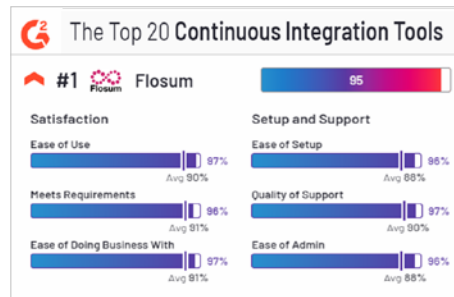 G2 The Top 20 Continuous Integration Tools
#1 Flosum Flosum 95
Satisfaction
Ease of Use
97%
Avg 90%
Meets Requirements
96%
Avg 91%
Ease of Doing Business With
97%
Avg 91%
Setup and Support
Ease of Setup
96%
Avg 88%
Quality of Support
97%
Avg 90%
Ease of Admin
96%
Avg 88%